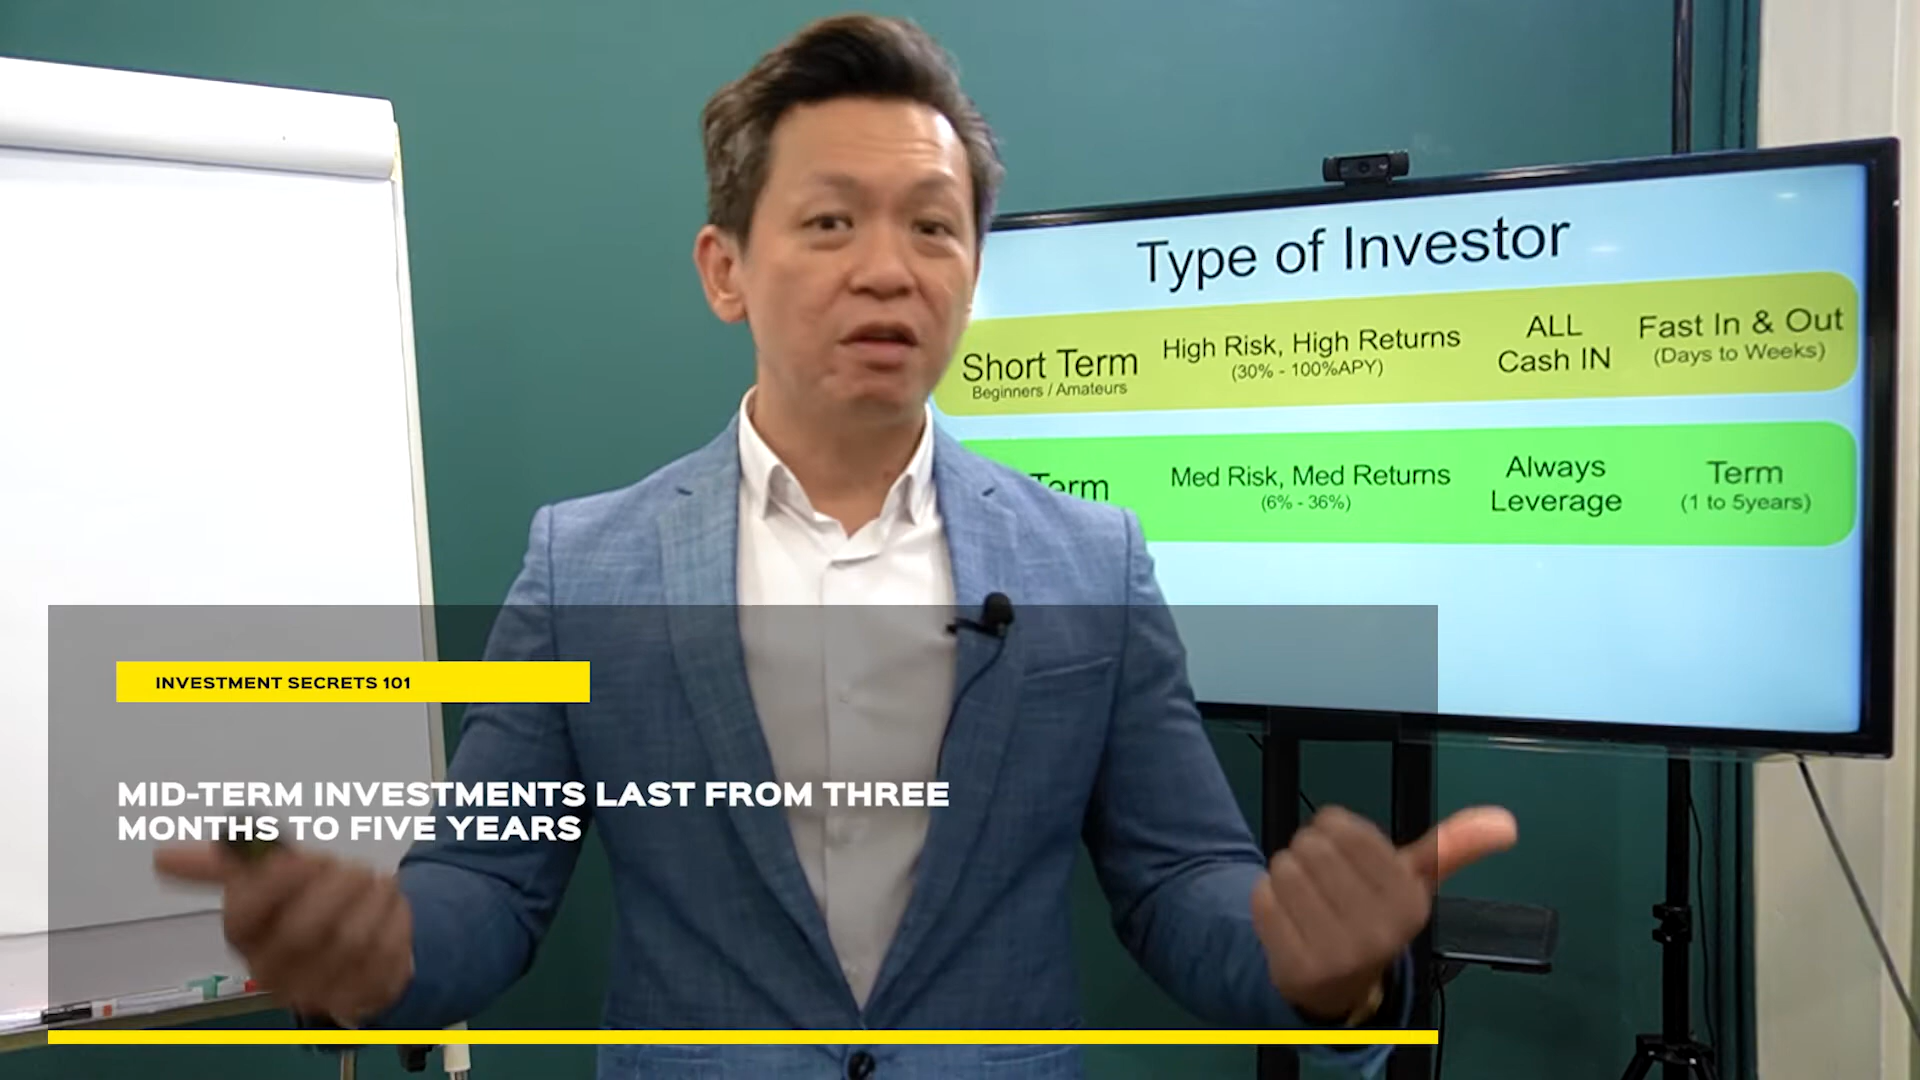 Type of Investor
Short Term
Beginners / Amateurs
High Risk, High Returns
(30% - 100%APY)
ALL
Cash IN
Fast In & Out
(Days to Weeks)
Term
Med Risk, Med Returns
(6% - 36%)
Always
Leverage
Term
(1 to 5years)
INVESTMENT SECRETS 101
MID-TERM INVESTMENTS LAST FROM THREE
MONTHS TO FIVE YEARS